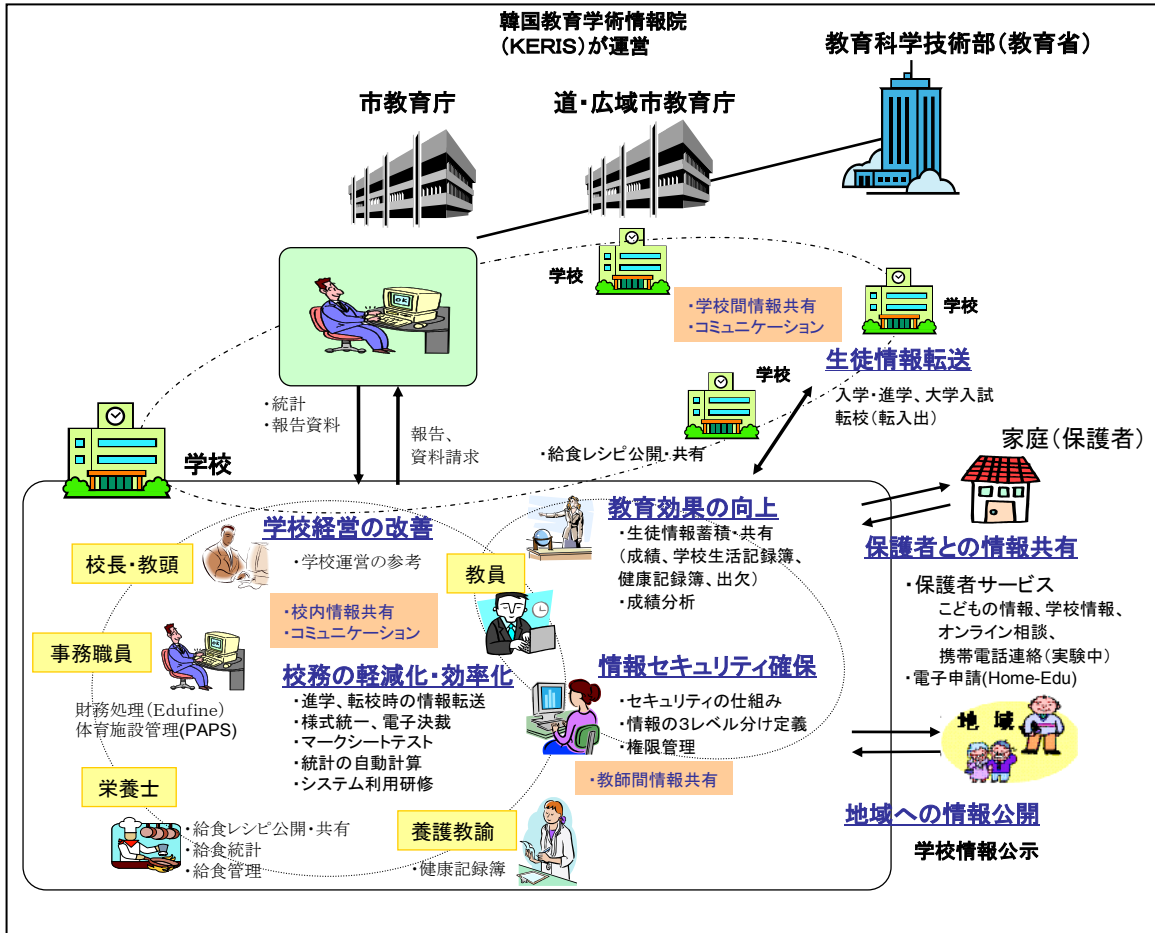 韓国教育学術情報院
(KERIS)が運営
教育科学技術部(教育省)
市教育庁
道・広域市教育庁
学校
・学校間情報共有
・コミュニケーション
学校
生徒情報転送
入学・進学、大学入試
転校(転入出)
学校
・統計
・報告資料
報告、
資料請求
・給食レシピ公開・共有
学校
家庭(保護者)
学校経営の改善
・学校運営の参考
校長・教頭
・校内情報共有
・コミュニケーション
教員
教育効果の向上
・生徒情報蓄積・共有
(成績、学校生活記録簿、
健康記録簿、出欠)
・成績分析
保護者との情報共有
・保護者サービス
こどもの情報、学校情報、
オンライン相談、
携帯電話連絡(実験中)
・電子申請(Home-Edu)
事務職員
財務処理(Edufine)
体育施設管理(PAPS)
校務の軽減化・効率化
・進学、転校時の情報転送
・様式統一、電子決裁
・マークシートテスト
・統計の自動計算
・システム利用研修
情報セキュリティ確保
・セキュリティの仕組み
・情報の3レベル分け定義
・権限管理
・教師間情報共有
地域
地域への情報公開
学校情報公示
栄養士
・給食レシピ公開・共有
・給食統計
・給食管理
養護教諭
・健康記録簿